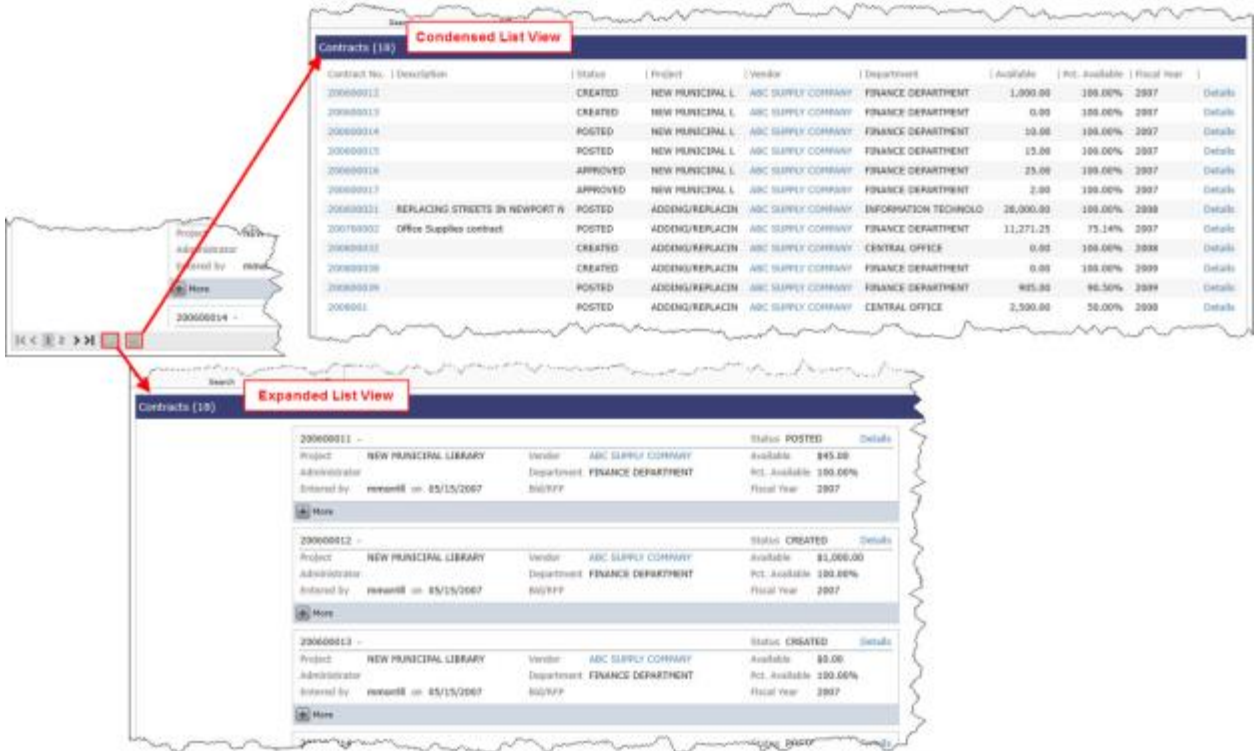 Search
Condensed List View
Contracts (18)
Contract No. | Description | Status | Project | Vendor | Department | Available | Pct. Available | Fiscal Year |
200600012 CREATED NEW MUNICIPAL L ABC SUPPLY COMPANY FINANCE DEPARTMENT 1,000.00 100.00% 2007 Details
200600013 CREATED NEW MUNICIPAL L ABC SUPPLY COMPANY FINANCE DEPARTMENT 0.00 100.00% 2007 Details
200600014 POSTED NEW MUNICIPAL L ABC SUPPLY COMPANY FINANCE DEPARTMENT 10.00 100.00% 2007 Details
200600015 POSTED NEW MUNICIPAL L ABC SUPPLY COMPANY FINANCE DEPARTMENT 15.00 100.00% 2007 Details
200600016 APPROVED NEW MUNICIPAL L ABC SUPPLY COMPANY FINANCE DEPARTMENT 25.00 100.00% 2007 Details
200600017 APPROVED NEW MUNICIPAL L ABC SUPPLY COMPANY FINANCE DEPARTMENT 2.00 100.00% 2007 Details
REPLACING STREETS IN NEWPORT N POSTED ADDING/REPLACIN ABC SUPPLY COMPANY INFORMATION TECHNOLO 28,000.00 100.00% 2008 Details
200700002 Office Supplies contract POSTED ADDING/REPLACIN ABC SUPPLY COMPANY FINANCE DEPARTMENT 11,271.25 75.14% 2007 Details
CREATED ADDING/REPLACIN ABC SUPPLY COMPANY CENTRAL OFFICE 0.00 100.00% 2008 Details
CREATED ADDING/REPLACIN ABC SUPPLY COMPANY FINANCE DEPARTMENT 0.00 100.00% 2009 Details
POSTED ADDING/REPLACIN ABC SUPPLY COMPANY FINANCE DEPARTMENT 905.00 90.50% 2009 Details
2008001 POSTED ADDING/REPLACIN ABC SUPPLY COMPANY CENTRAL OFFICE 2,500.00 50.00% 2008 Details
Project
Administrator
Entered by
More
200600014 -
1 2
Search
Expanded List View
Contracts (18)
200600011 - Status POSTED Details
Project NEW MUNICIPAL LIBRARY Vendor ABC SUPPLY COMPANY Available $45.00
Administrator Department FINANCE DEPARTMENT Pct. Available 100.00%
Entered by on 05/15/2007 Bid/RFP Fiscal Year 2007
More
200600012 - Status CREATED Details
Project NEW MUNICIPAL LIBRARY Vendor ABC SUPPLY COMPANY Available $1,000.00
Administrator Department FINANCE DEPARTMENT Pct. Available 100.00%
Entered by on 05/15/2007 Bid/RFP Fiscal Year 2007
More
200600013 - Status CREATED Details
Project NEW MUNICIPAL LIBRARY Vendor ABC SUPPLY COMPANY Available $0.00
Administrator Department FINANCE DEPARTMENT Pct. Available 100.00%
Entered by on 05/15/2007 Bid/RFP Fiscal Year 2007
More